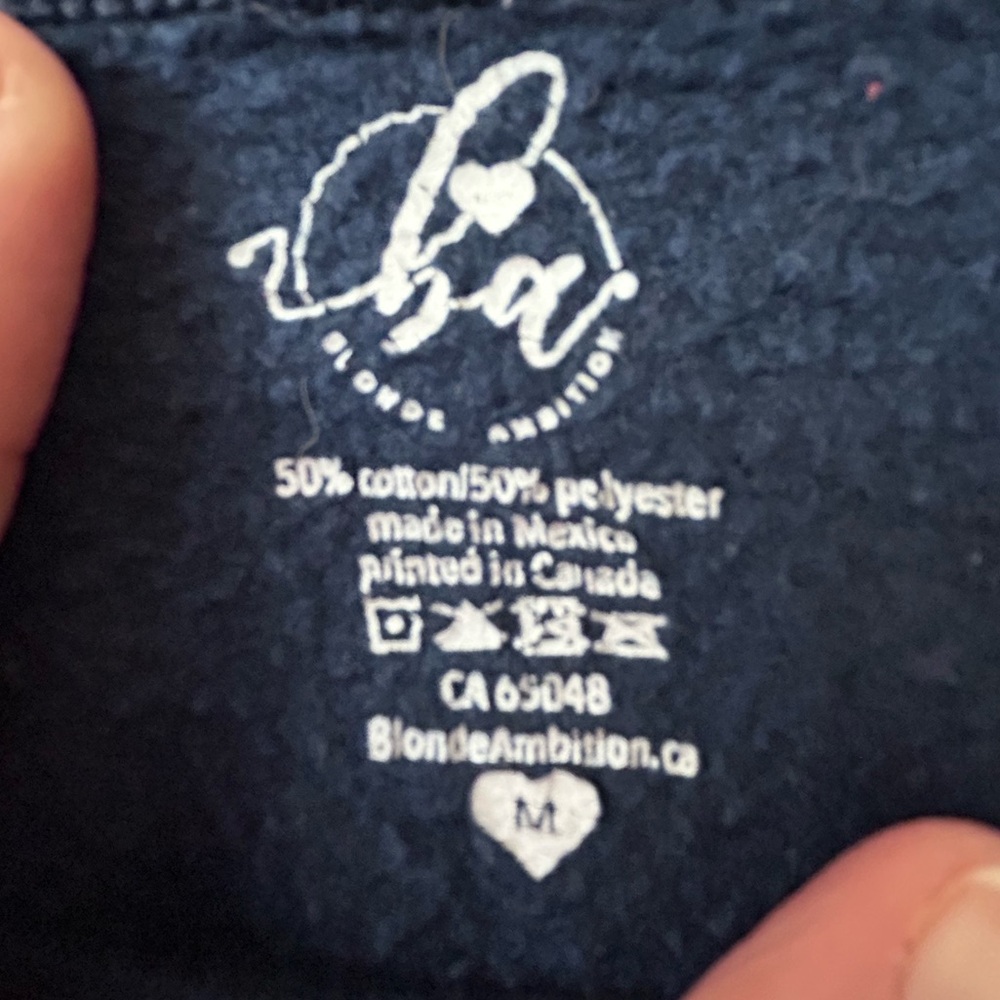 ba
BLONDE AMBITION
50% cotton/50% polyester
made in Mexico
printed in Canada
CA 65048
BlondeAmbition.ca
M